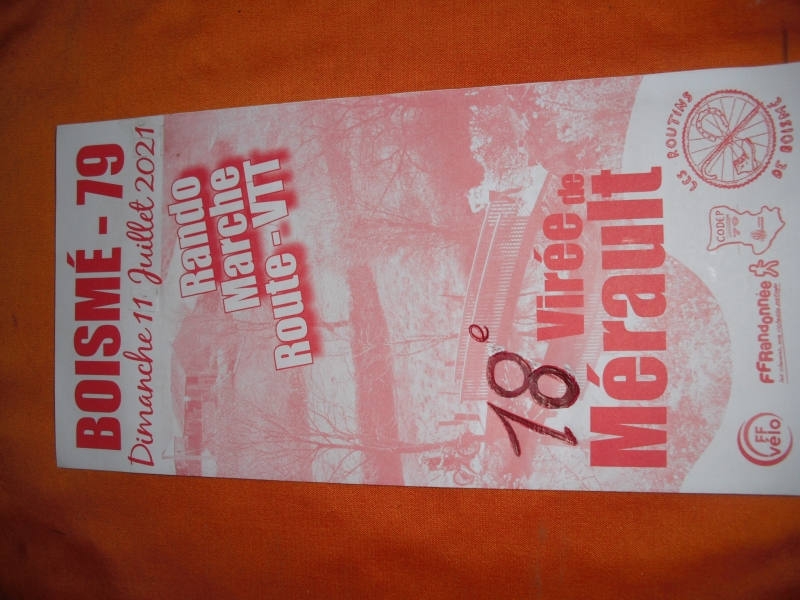 BOISMÉ - 79
Dimanche 11 Juillet 2021
Rando
Marche
Route - VTT
18e Virée de
Mérault
LES ROUTINS
DE BOISMÉ
CODEP
79
FFRandonnée
FF
vélo